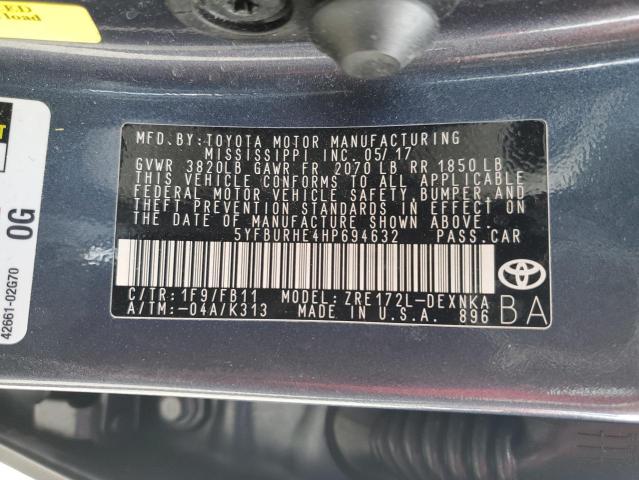 MFD. BY:TOYOTA MOTOR MANUFACTURING
MISSISSIPPI INC. 05/17
GVWR 3820LB GAWR FR 2070 LB RR 1850 LB
THIS VEHICLE CONFORMS TO ALL APPLICABLE
FEDERAL MOTOR VEHICLE SAFETY, BUMPER AND
THEFT PREVENTION STANDARDS IN EFFECT ON
THE DATE OF MANUFACTURE SHOWN ABOVE.
5YFBURHE4HP694632 PASS.CAR
C/TR:1F9/FB11 MODEL: ZRE172L-DEXNKA
A/TM:-04A/K313 MADE IN U.S.A. 896
BA
TOYOTA
load
0G
42661-02G70